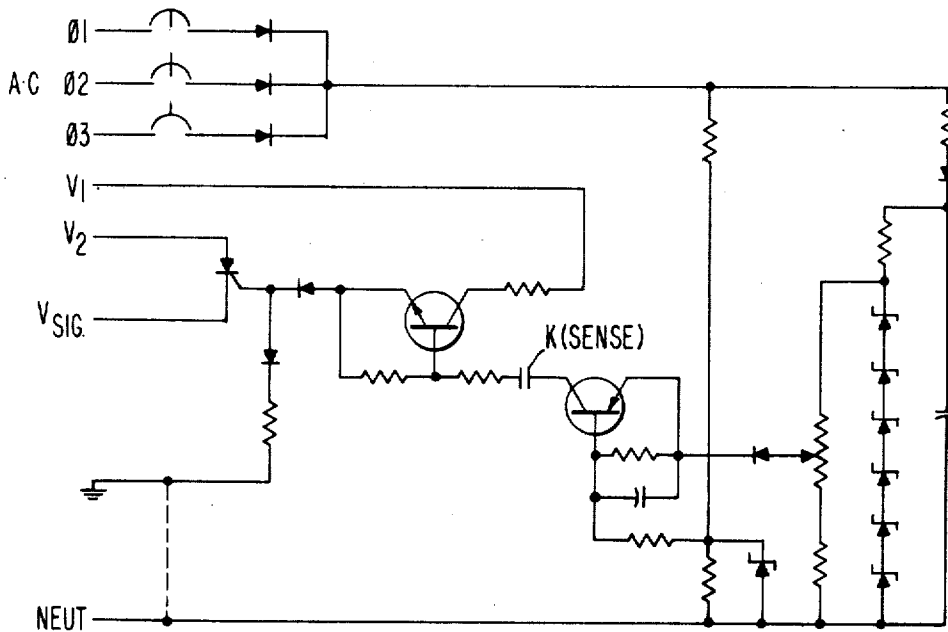 Ø1
A·C Ø2
Ø3
V1
V2
VSIG.
K(SENSE)
NEUT